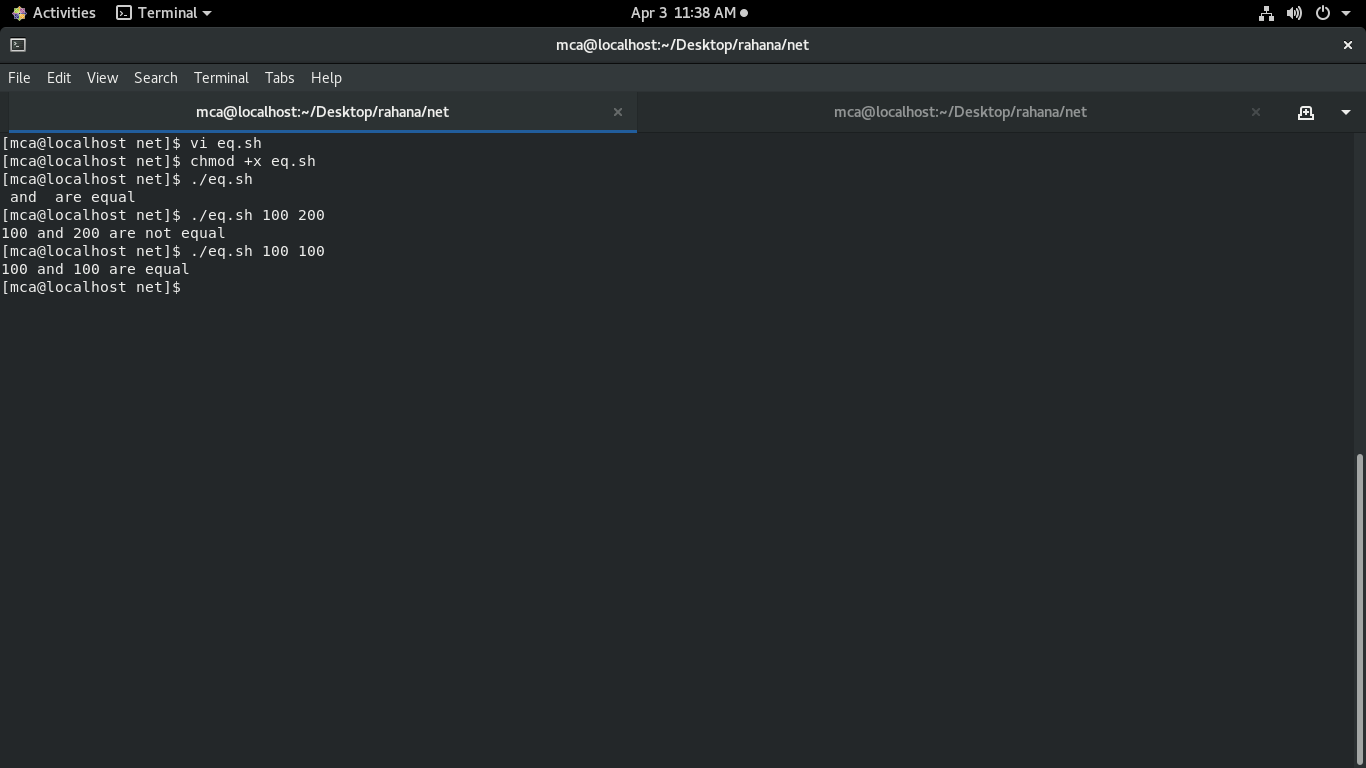 Activities Terminal Apr 3 11:38 AM
mca@localhost:~/Desktop/rahana/net
File Edit View Search Terminal Tabs Help
mca@localhost:~/Desktop/rahana/net mca@localhost:~/Desktop/rahana/net
[mca@localhost net]$ vi eq.sh
[mca@localhost net]$ chmod +x eq.sh
[mca@localhost net]$ ./eq.sh
 and  are equal
[mca@localhost net]$ ./eq.sh 100 200
100 and 200 are not equal
[mca@localhost net]$ ./eq.sh 100 100
100 and 100 are equal
[mca@localhost net]$